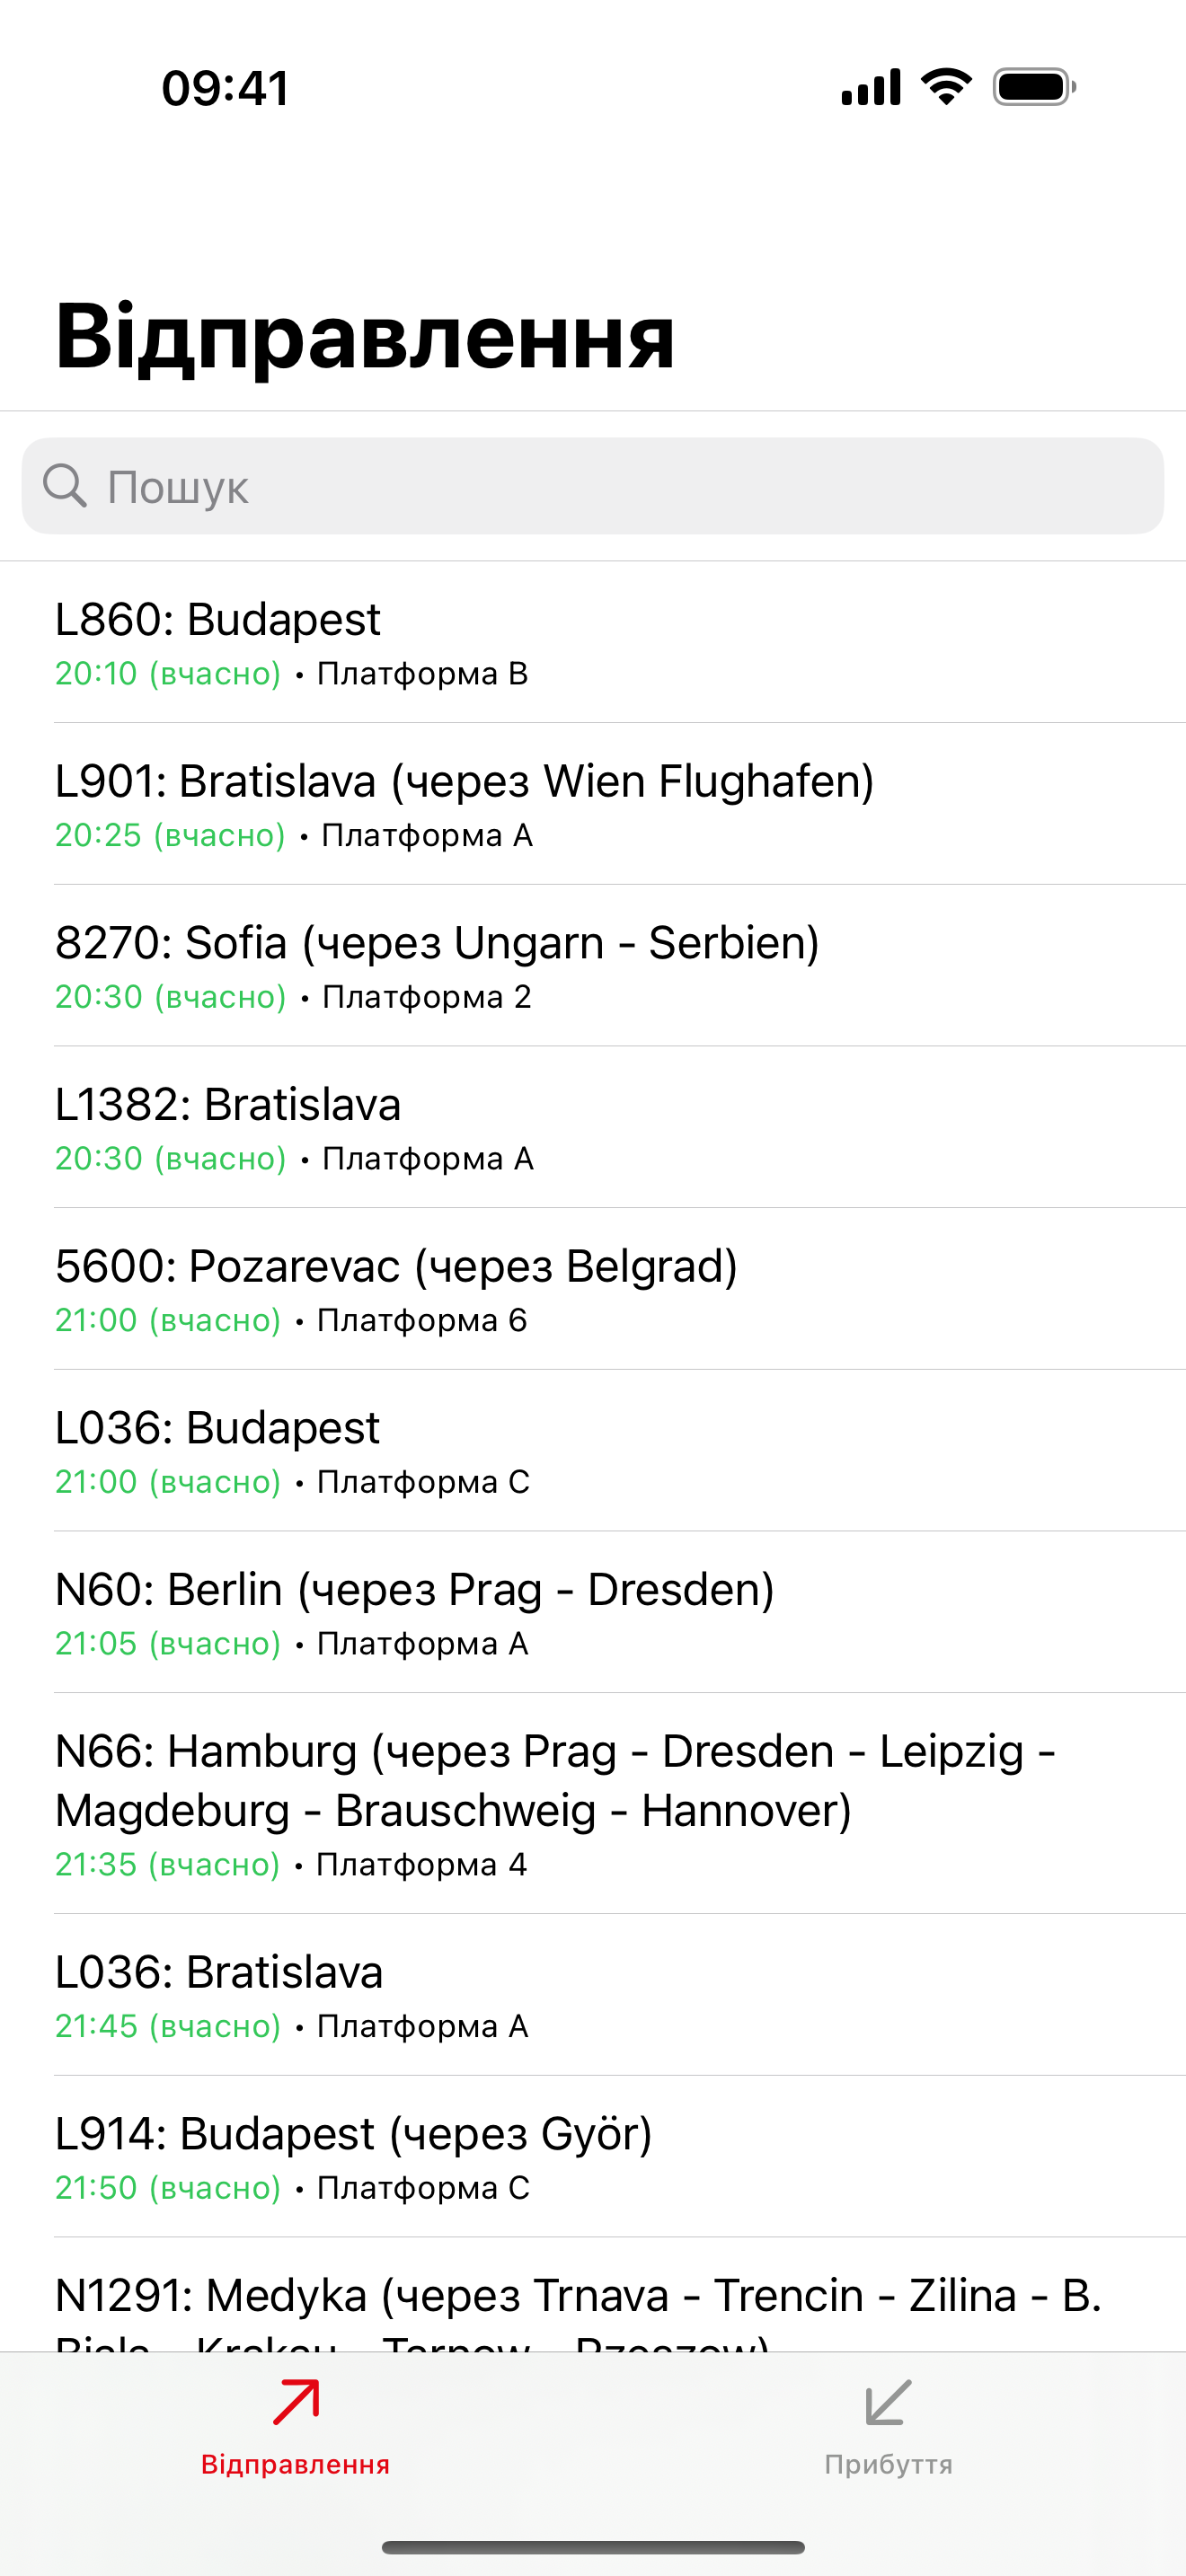 09:41
Відправлення
Пошук
L860: Budapest
20:10 (вчасно) • Платформа B
L901: Bratislava (через Wien Flughafen)
20:25 (вчасно) • Платформа A
8270: Sofia (через Ungarn - Serbien)
20:30 (вчасно) • Платформа 2
L1382: Bratislava
20:30 (вчасно) • Платформа A
5600: Pozarevac (через Belgrad)
21:00 (вчасно) • Платформа 6
L036: Budapest
21:00 (вчасно) • Платформа C
N60: Berlin (через Prag - Dresden)
21:05 (вчасно) • Платформа A
N66: Hamburg (через Prag - Dresden - Leipzig -
Magdeburg - Brauschweig - Hannover)
21:35 (вчасно) • Платформа 4
L036: Bratislava
21:45 (вчасно) • Платформа A
L914: Budapest (через Györ)
21:50 (вчасно) • Платформа C
N1291: Medyka (через Trnava - Trencin - Zilina - B.
Biala - Krakau - Tarnow - Rzeszow)
Відправлення
Прибуття